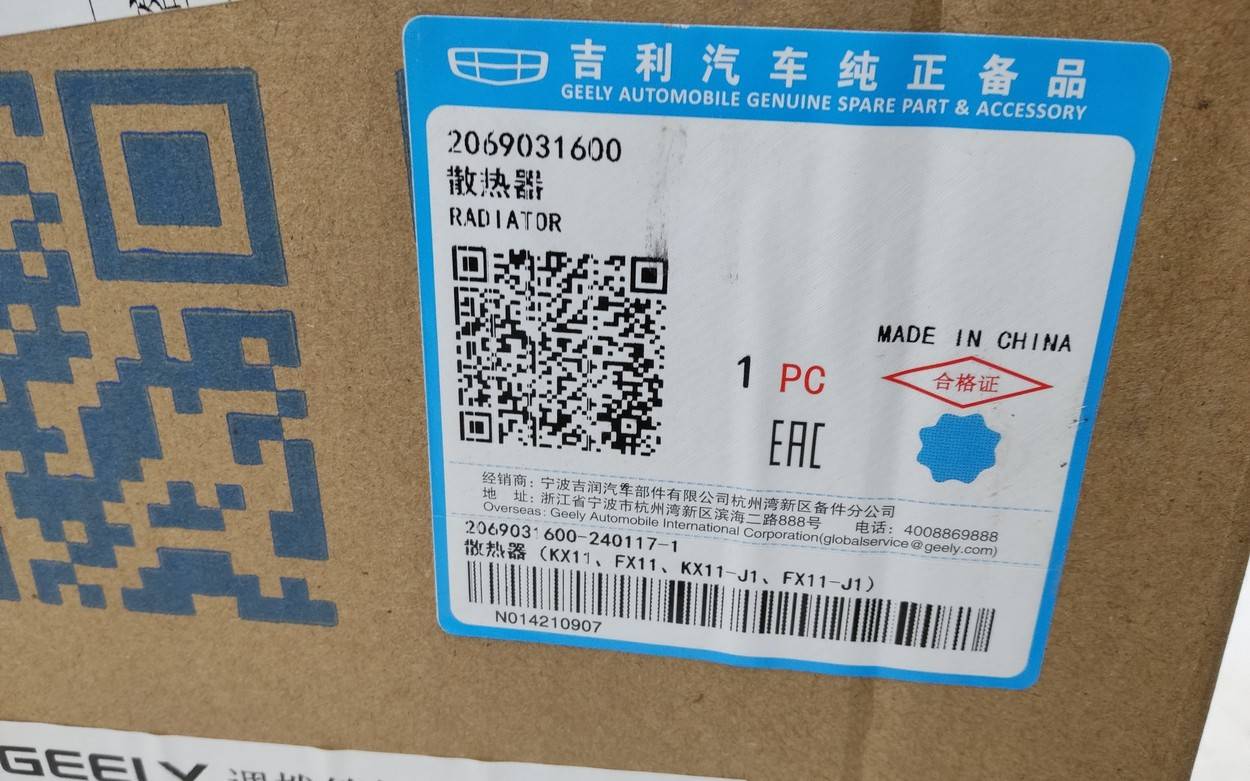 吉利汽车纯正备品
GEELY AUTOMOBILE GENUINE SPARE PART & ACCESSORY
2069031600
散热器
RADIATOR
MADE IN CHINA
1 PC
合格证
EAC
经销商: 宁波吉润汽车部件有限公司杭州湾新区备件分公司
地 址: 浙江省宁波市杭州湾新区滨海二路888号 电话: 4008869888
Overseas: Geely Automobile International Corporation(globalservice@geely.com)
2069031600-240117-1
散热器（KX11、FX11、KX11-J1、FX11-J1）
N014210907
GEELY